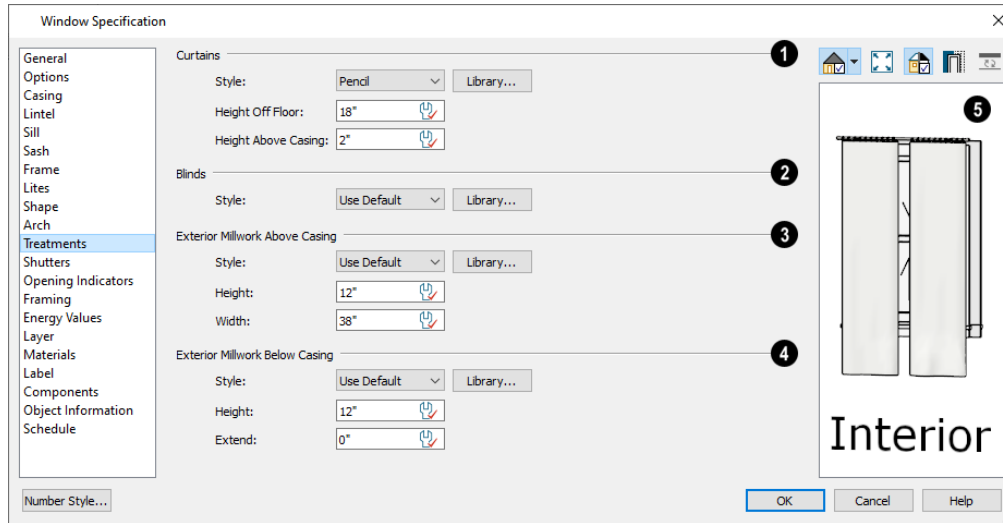 Window Specification
General
Options
Casing
Lintel
Sill
Sash
Frame
Lites
Shape
Arch
Treatments
Shutters
Opening Indicators
Framing
Energy Values
Layer
Materials
Label
Components
Object Information
Schedule
Curtains 1
Style: Pencil Library...
Height Off Floor: 18"
Height Above Casing: 2"
Blinds 2
Style: Use Default Library...
Exterior Millwork Above Casing 3
Style: Use Default Library...
Height: 12"
Width: 38"
Exterior Millwork Below Casing 4
Style: Use Default Library...
Height: 12"
Extend: 0"
5
Interior
Number Style... OK Cancel Help